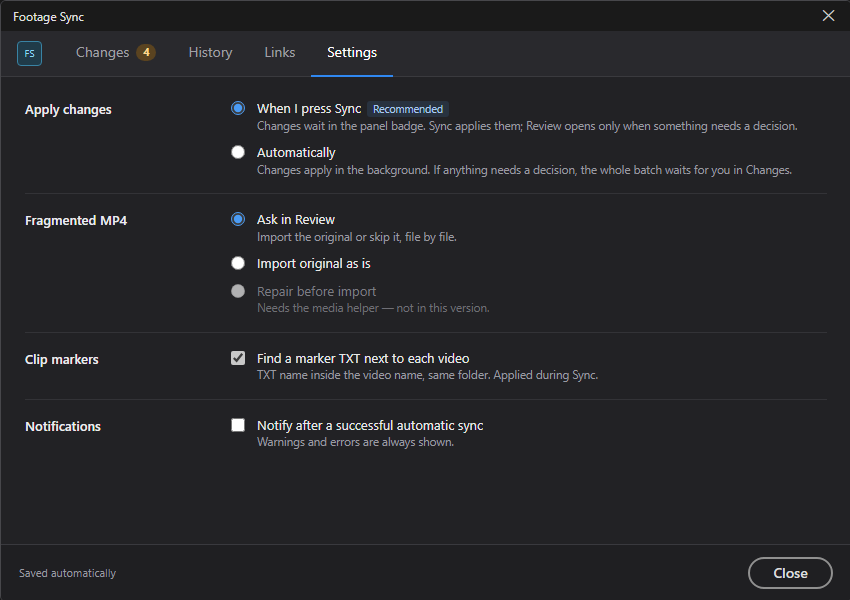 Footage Sync
FS
Changes 4
History
Links
Settings
Apply changes
When I press Sync Recommended
Changes wait in the panel badge. Sync applies them; Review opens only when something needs a decision.
Automatically
Changes apply in the background. If anything needs a decision, the whole batch waits for you in Changes.
Fragmented MP4
Ask in Review
Import the original or skip it, file by file.
Import original as is
Repair before import
Needs the media helper — not in this version.
Clip markers
Find a marker TXT next to each video
TXT name inside the video name, same folder. Applied during Sync.
Notifications
Notify after a successful automatic sync
Warnings and errors are always shown.
Saved automatically
Close